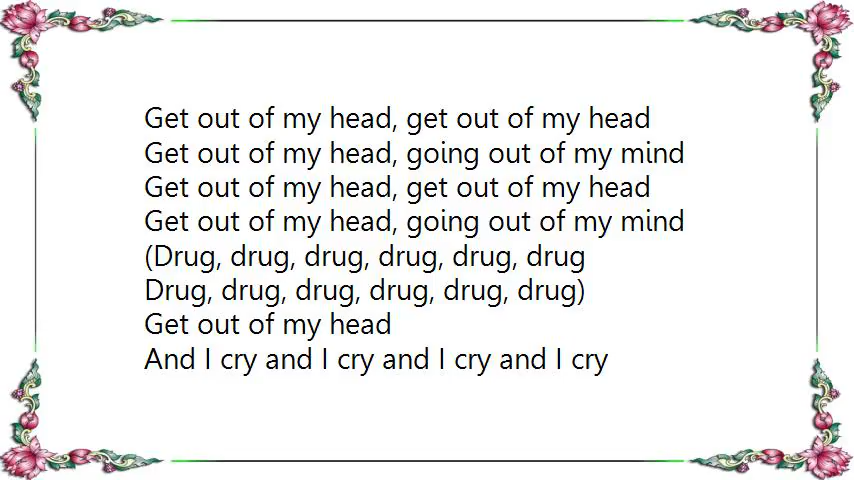 Get out of my head, get out of my head
Get out of my head, going out of my mind
Get out of my head, get out of my head
Get out of my head, going out of my mind
(Drug, drug, drug, drug, drug, drug
Drug, drug, drug, drug, drug, drug)
Get out of my head
And I cry and I cry and I cry and I cry